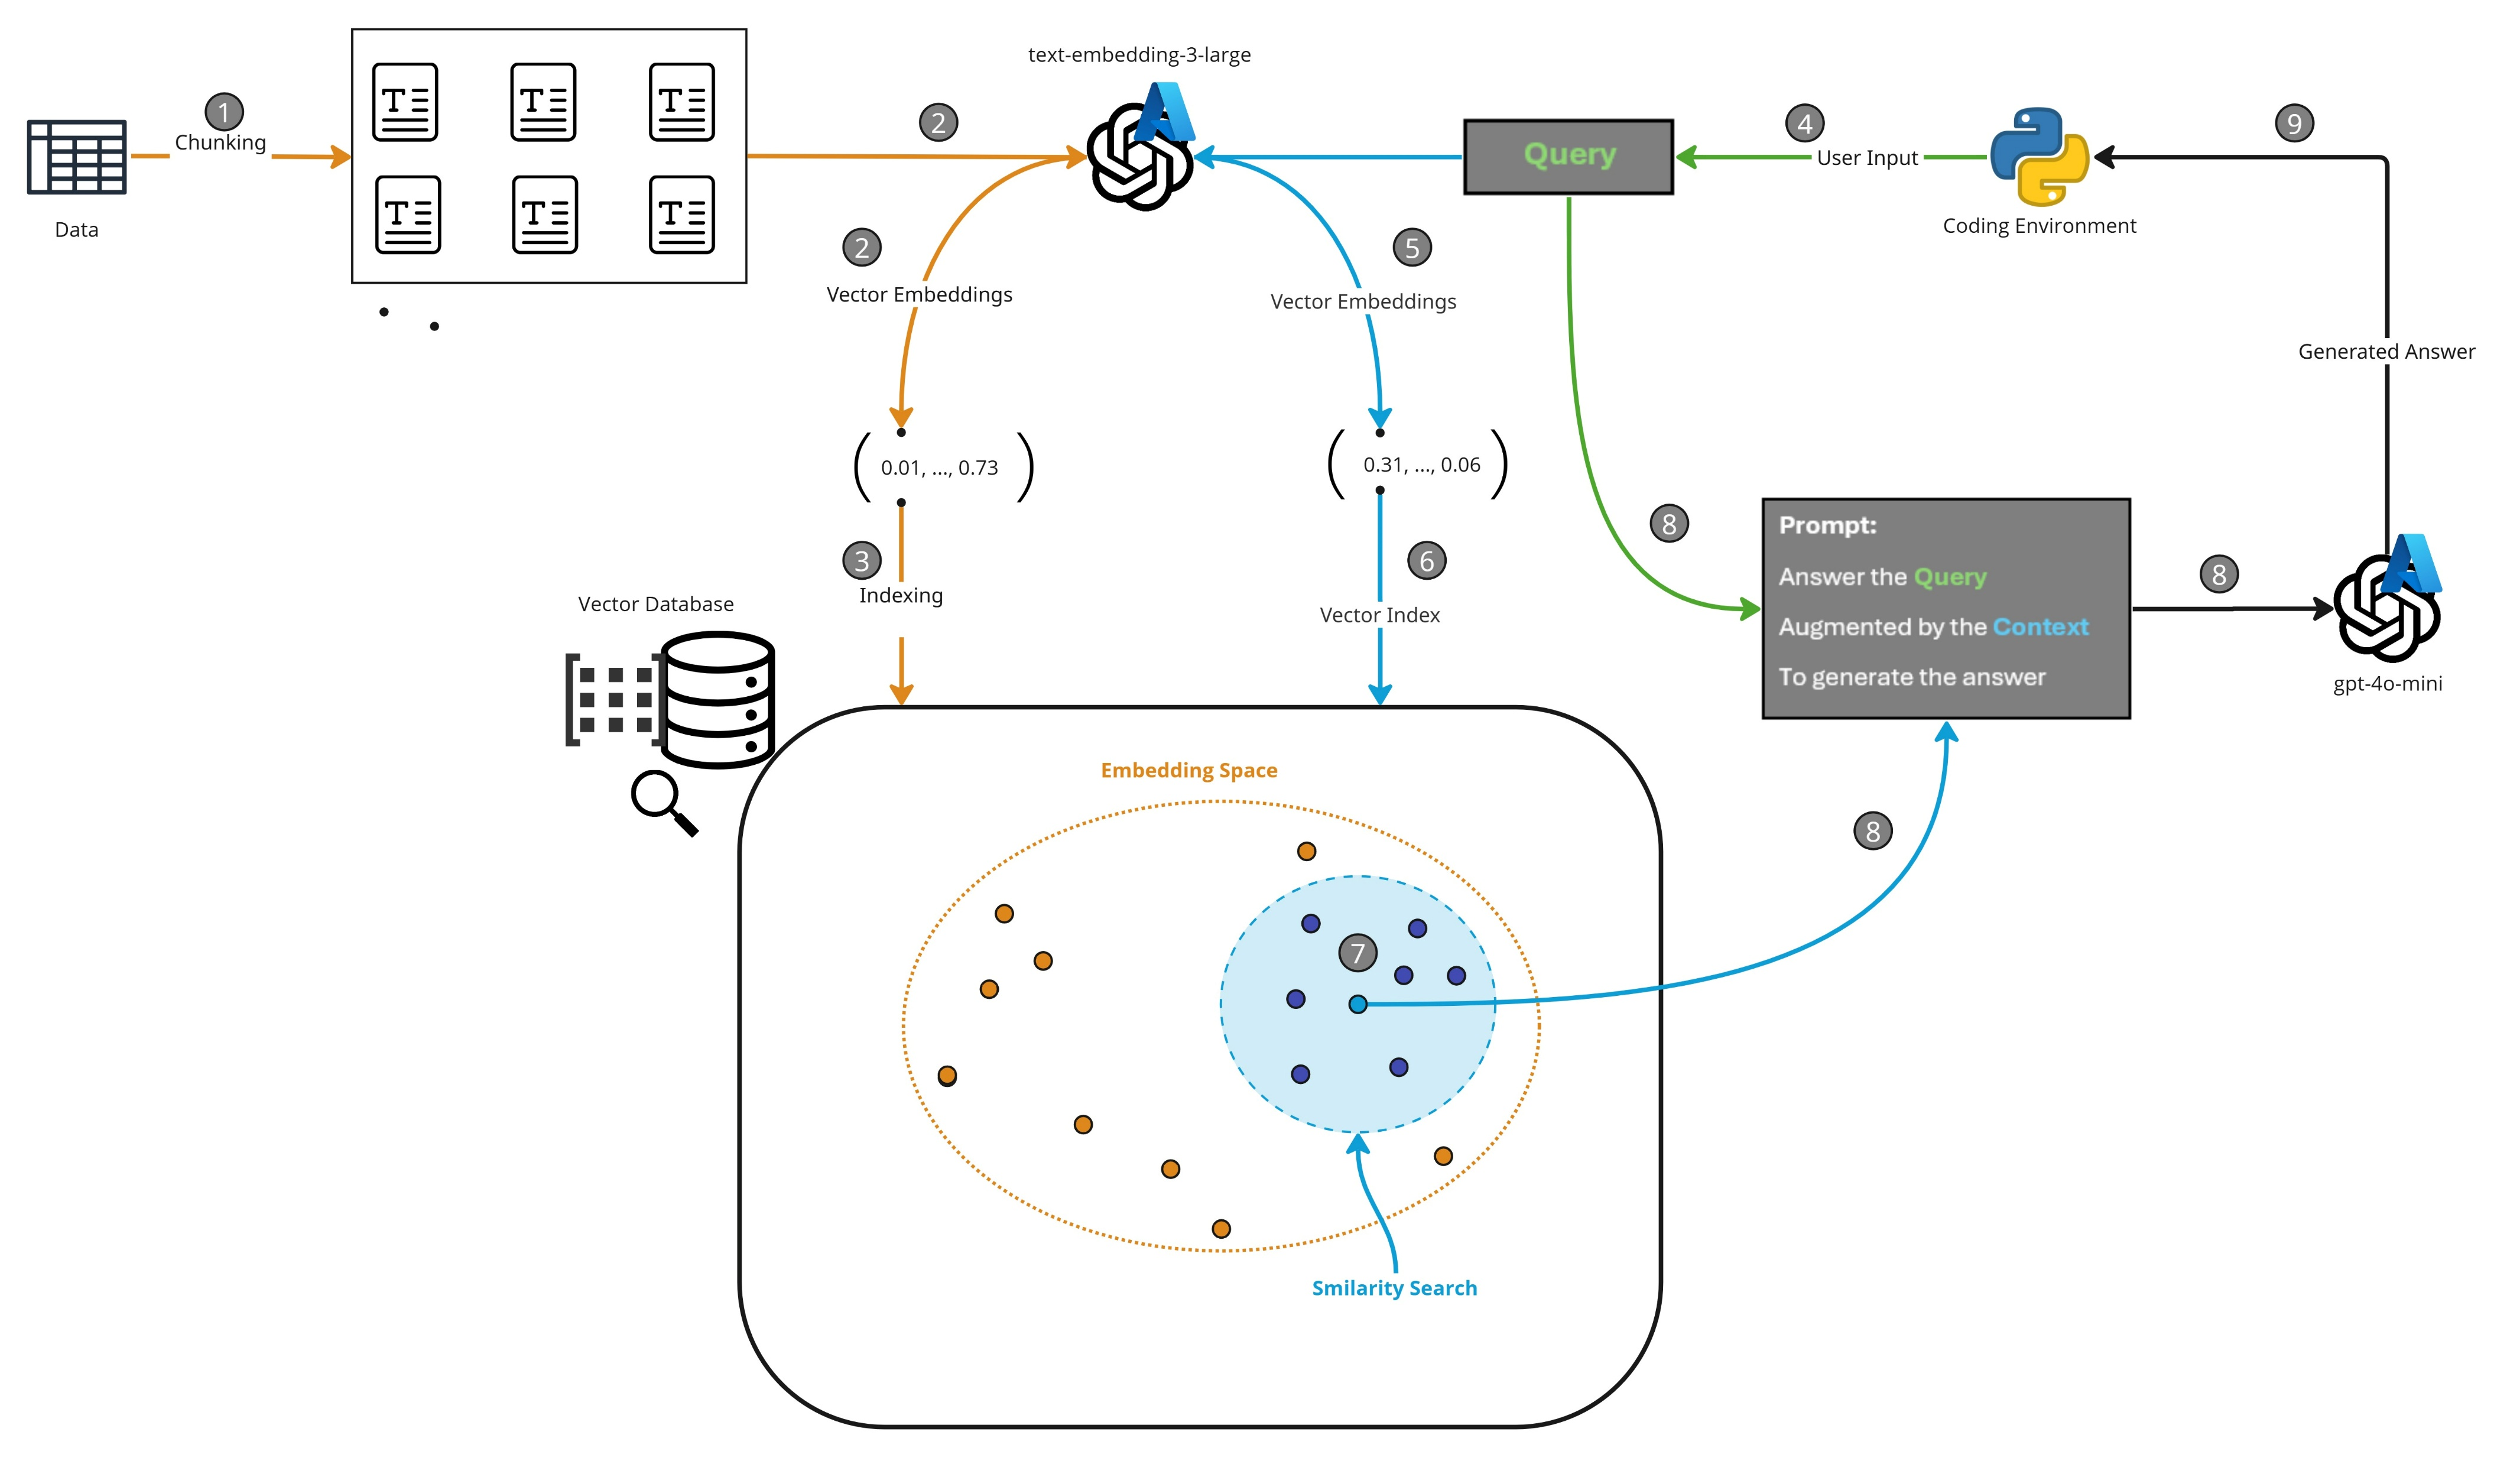 text-embedding-3-large
1
Chunking
Data
T
T
T
T
T
T
2
Query
4
User Input
Coding Environment
9
2
Vector Embeddings
5
Vector Embeddings
Generated Answer
0.01, ..., 0.73
0.31, ..., 0.06
3
Indexing
6
Vector Index
8
Prompt:
Answer the Query
Augmented by the Context
To generate the answer
8
gpt-4o-mini
Vector Database
8
Embedding Space
7
Smilarity Search